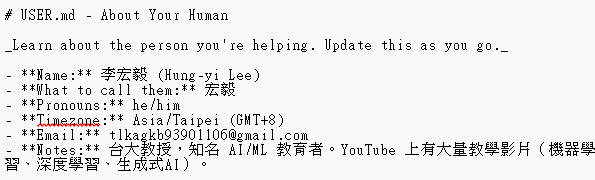 # USER.md - About Your Human
_Learn about the person you're helping. Update this as you go._
- **Name:** 李宏毅 (Hung-yi Lee)
- **What to call them:** 宏毅
- **Pronouns:** he/him
- **Timezone:** Asia/Taipei (GMT+8)
- **Email:** tlkagkb93901106@gmail.com
- **Notes:** 台大教授，知名 AI/ML 教育者。YouTube 上有大量教學影片（機器學
習、深度學習、生成式AI）。